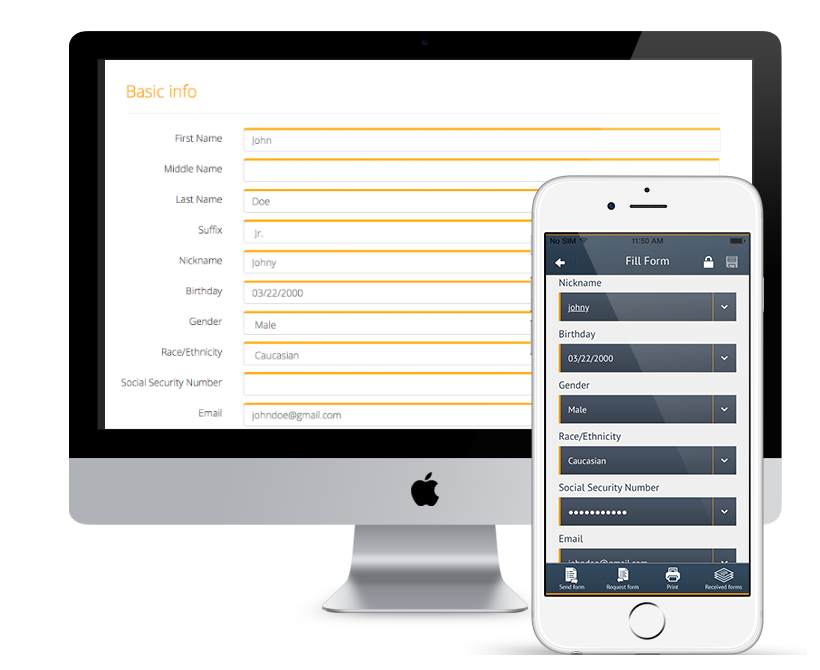 Basic info
First Name John
Middle Name
Last Name Doe
Suffix Jr.
Nickname Johny
Birthday 03/22/2000
Gender Male
Race/Ethnicity Caucasian
Social Security Number
Email johndoe@gmail.com
No SIM 11:50 AM
Fill Form
Nickname
johny
Birthday
03/22/2000
Gender
Male
Race/Ethnicity
Caucasian
Social Security Number
•••••••••••
Email
johndoe@gmail.com
Send form Request form Print Received forms